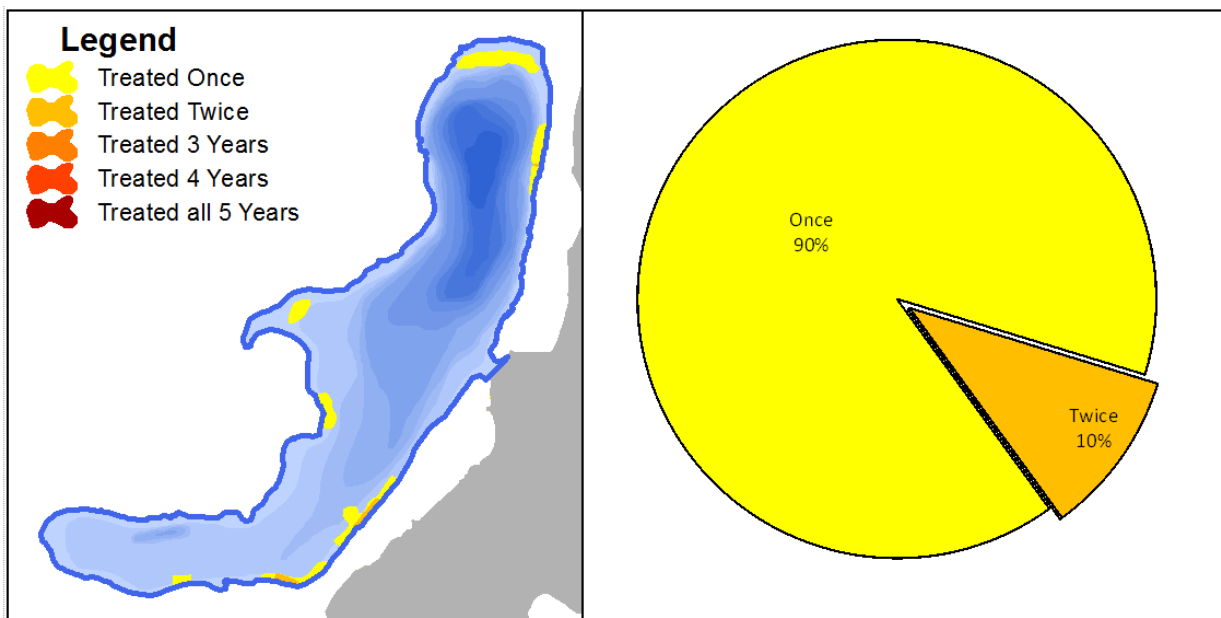 Legend
Treated Once
Treated Twice
Treated 3 Years
Treated 4 Years
Treated all 5 Years
Once
90%
Twice
10%